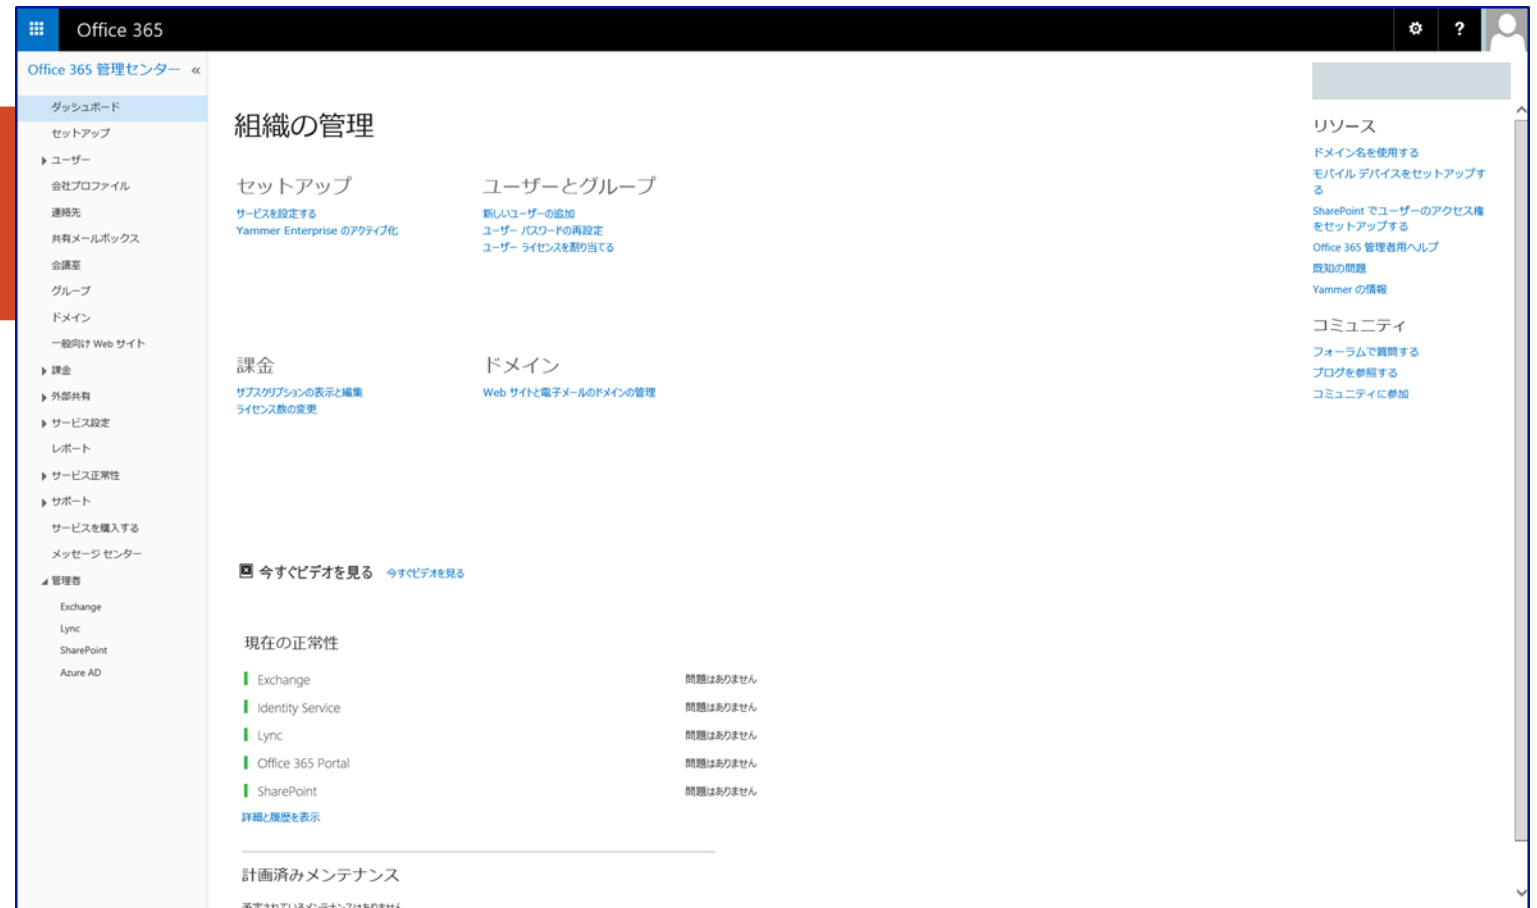 Office 365
?
Office 365 管理センター «
ダッシュボード
セットアップ
ユーザー
会社プロファイル
連絡先
共有メールボックス
会議室
グループ
ドメイン
一般向け Web サイト
課金
外部共有
サービス設定
レポート
サービス正常性
サポート
サービスを購入する
メッセージ センター
管理者
Exchange
Lync
SharePoint
Azure AD
組織の管理
セットアップ
サービスを設定する
Yammer Enterprise のアクティブ化
ユーザーとグループ
新しいユーザーの追加
ユーザー パスワードの再設定
ユーザー ライセンスを割り当てる
課金
サブスクリプションの表示と編集
ライセンス数の変更
ドメイン
Web サイトと電子メールのドメインの管理
今すぐビデオを見る 今すぐビデオを見る
現在の正常性
Exchange 問題はありません
Identity Service 問題はありません
Lync 問題はありません
Office 365 Portal 問題はありません
SharePoint 問題はありません
詳細と履歴を表示
計画済みメンテナンス
予定されているメンテナンスはありません
リソース
ドメイン名を使用する
モバイル デバイスをセットアップす
る
SharePoint でユーザーのアクセス権
をセットアップする
Office 365 管理者用ヘルプ
既知の問題
Yammer の情報
コミュニティ
フォーラムで質問する
ブログを参照する
コミュニティに参加